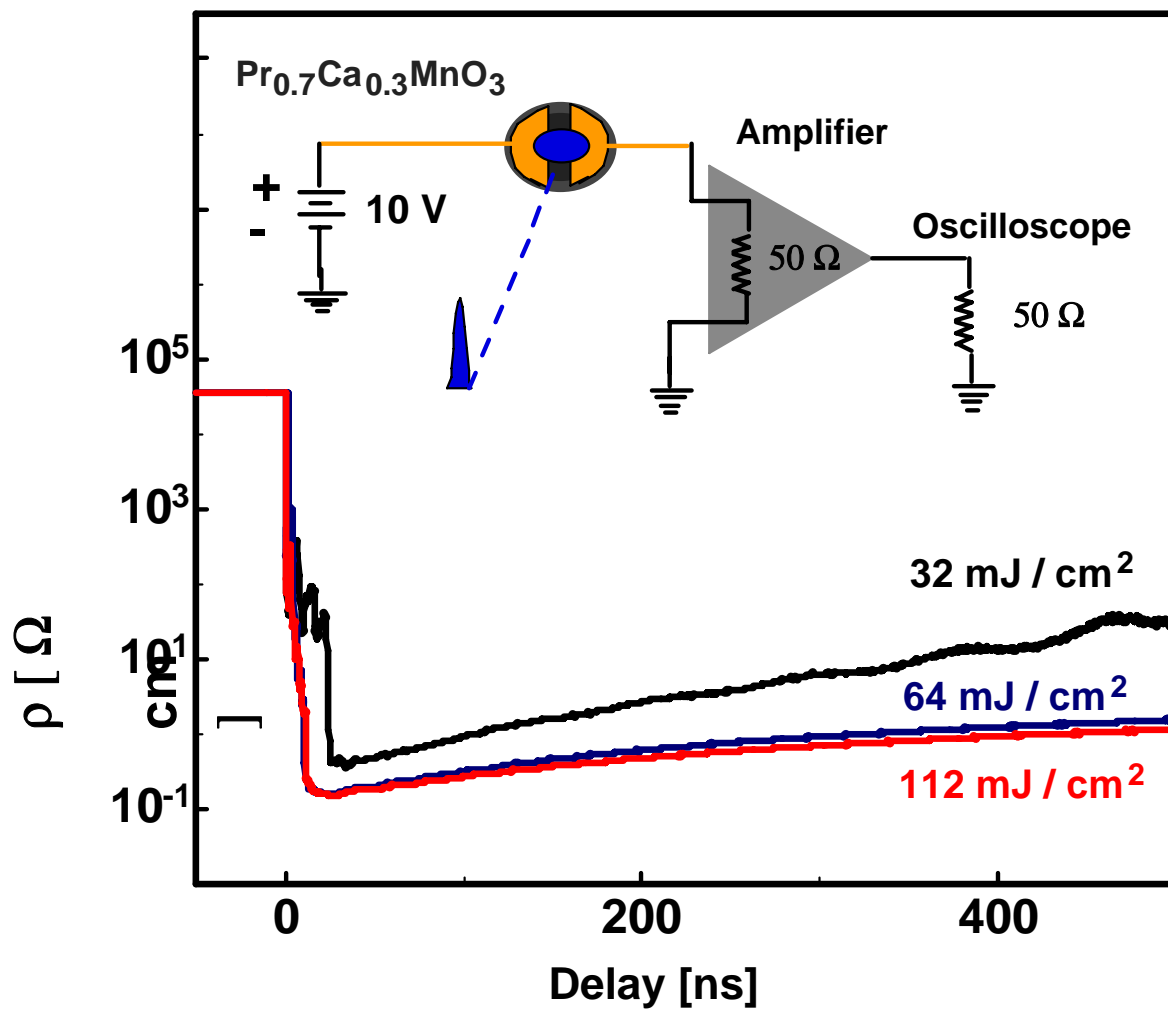 Pr0.7Ca0.3MnO3
Amplifier
+
-
10 V
Oscilloscope
50 Ω
50 Ω
10^5
10^3
10^1
10^-1
ρ [ Ω
cm
]
32 mJ / cm^2
64 mJ / cm^2
112 mJ / cm^2
0
200
400
Delay [ns]